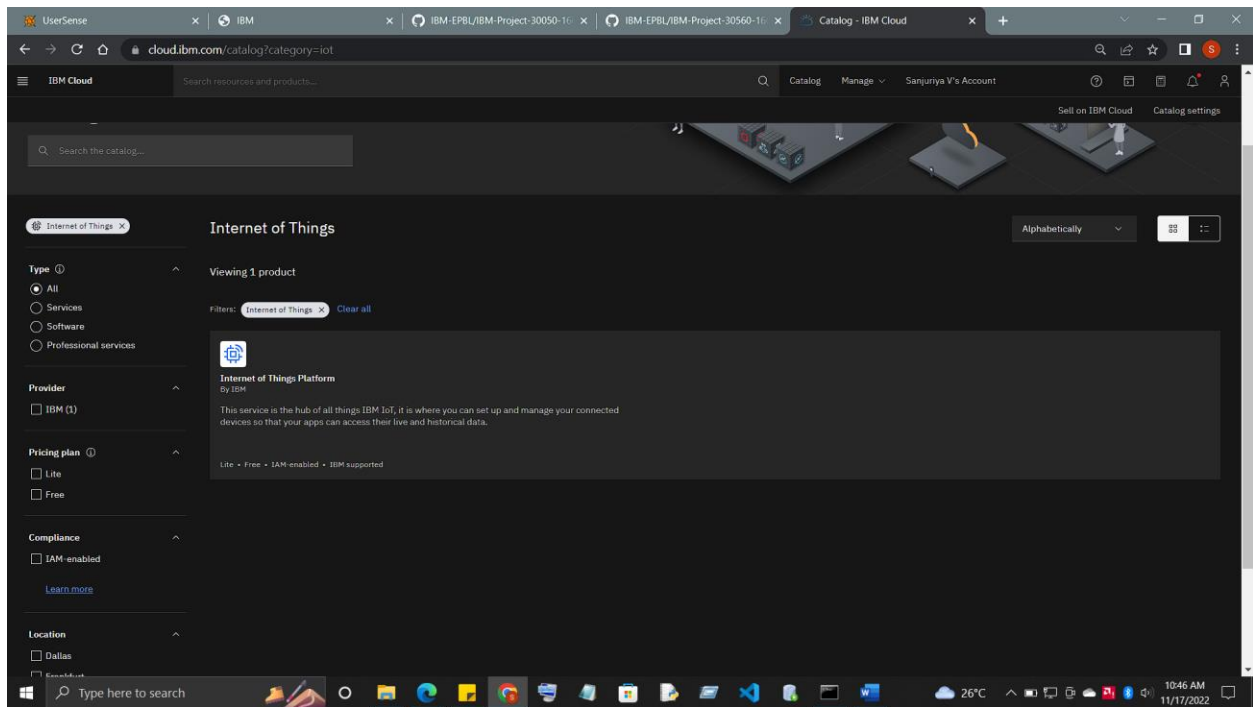 UserSense
IBM
IBM-EPBL/IBM-Project-30050-16
IBM-EPBL/IBM-Project-30560-16
Catalog - IBM Cloud
cloud.ibm.com/catalog?category=iot
S
IBM Cloud
Search resources and products...
Catalog
Manage
Sanjuriya V's Account
Sell on IBM Cloud
Catalog settings
Search the catalog...
Internet of Things
Internet of Things
Alphabetically
Type
All
Services
Software
Professional services
Viewing 1 product
Filters: Internet of Things Clear all
Internet of Things Platform
By IBM
This service is the hub of all things IBM IoT, it is where you can set up and manage your connected
devices so that your apps can access their live and historical data.
Lite • Free • IAM-enabled • IBM supported
Provider
IBM (1)
Pricing plan
Lite
Free
Compliance
IAM-enabled
Learn more
Location
Dallas
Type here to search
26°C
10:46 AM
11/17/2022